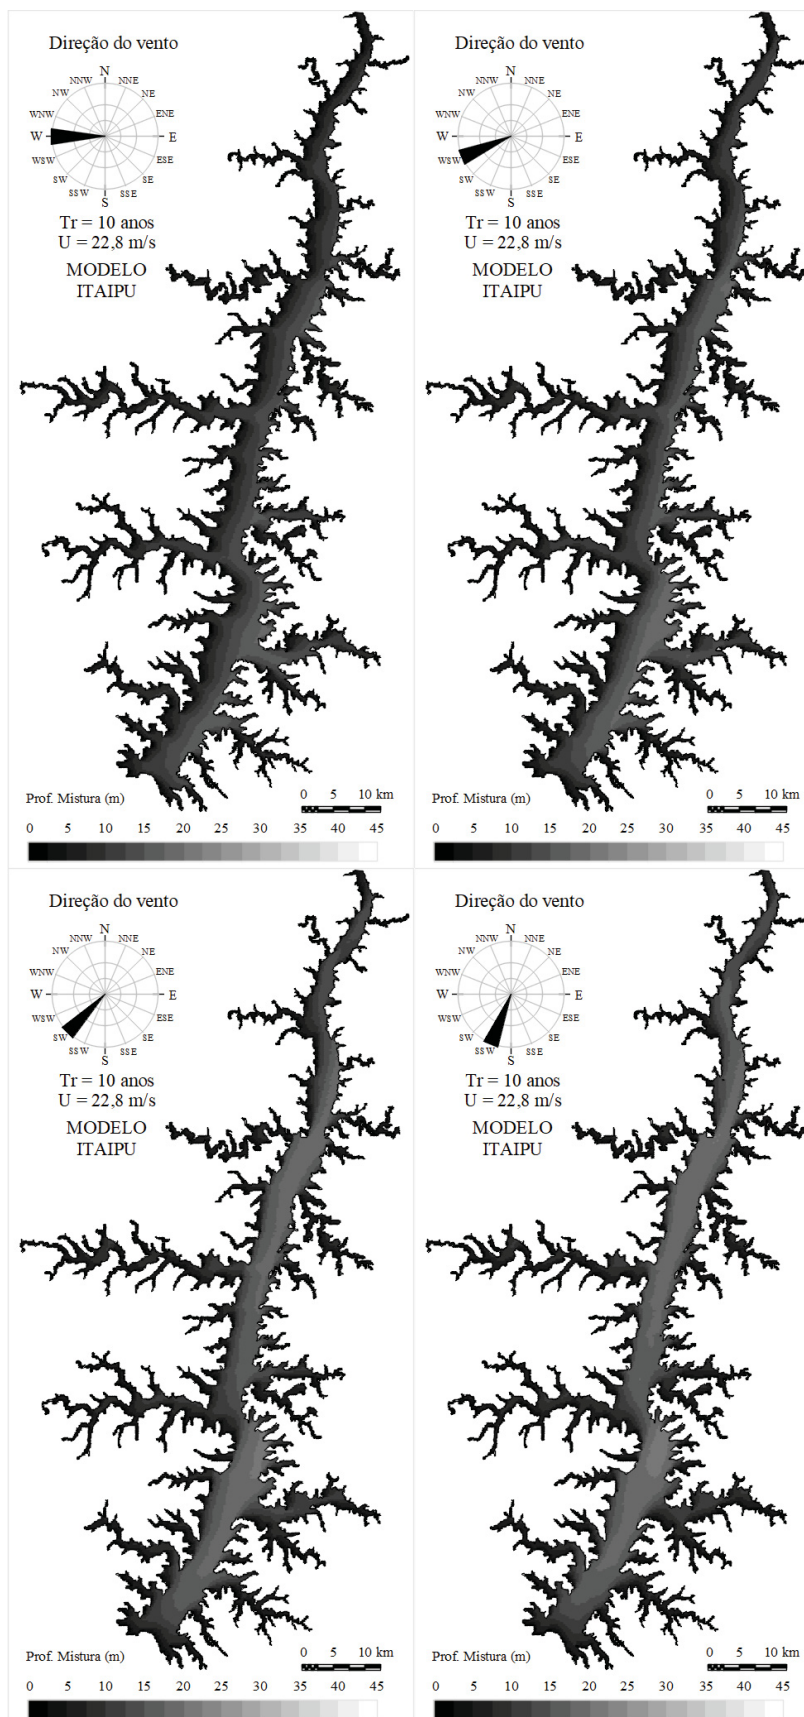 Direção do vento
N
NNW NNE
NW NE
WNW ENE
W E
WSW ESE
SW SE
SSW SSE
S
Tr = 10 anos
U = 22,8 m/s
MODELO
ITAIPU
Prof. Mistura (m)
0 5 10 km
0 5 10 15 20 25 30 35 40 45
Direção do vento
N
NNW NNE
NW NE
WNW ENE
W E
WSW ESE
SW SE
SSW SSE
S
Tr = 10 anos
U = 22,8 m/s
MODELO
ITAIPU
Prof. Mistura (m)
0 5 10 km
0 5 10 15 20 25 30 35 40 45
Direção do vento
N
NNW NNE
NW NE
WNW ENE
W E
WSW ESE
SW SE
SSW SSE
S
Tr = 10 anos
U = 22,8 m/s
MODELO
ITAIPU
Prof. Mistura (m)
0 5 10 km
0 5 10 15 20 25 30 35 40 45
Direção do vento
N
NNW NNE
NW NE
WNW ENE
W E
WSW ESE
SW SE
SSW SSE
S
Tr = 10 anos
U = 22,8 m/s
MODELO
ITAIPU
Prof. Mistura (m)
0 5 10 km
0 5 10 15 20 25 30 35 40 45